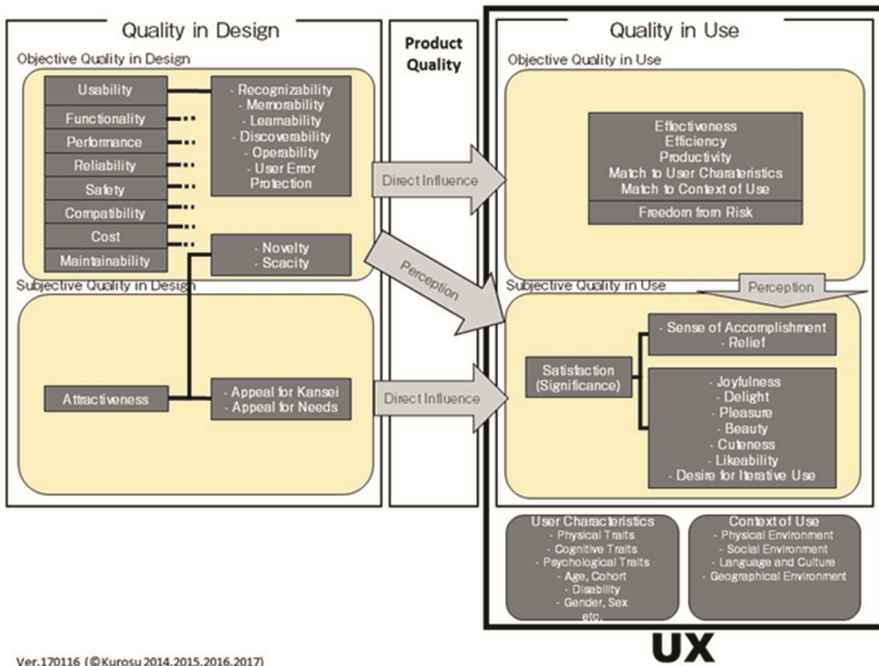 Quality in Design
Objective Quality in Design
Usability
Functionality
Performance
Reliability
Safety
Compatibility
Cost
Maintainability
- Recognizability
- Memorability
- Learnability
- Discoverability
- Operability
- User Error
Protection
- Novelty
- Scacity
Subjective Quality in Design
Attractiveness
- Appeal for Kansei
- Appeal for Needs
Product
Quality
Direct Influence
Perception
Direct Influence
Quality in Use
Objective Quality in Use
Effectiveness
Efficiency
Productivity
Match to User Charateristics
Match to Context of Use
Freedom from Risk
Perception
Subjective Quality in Use
Satisfaction
(Significance)
- Sense of Accomplishment
- Relief
- Joyfulness
- Delight
- Pleasure
- Beauty
- Cuteness
- Likeability
- Desire for Iterative Use
User Characteristics
- Physical Traits
- Cognitive Traits
- Psychological Traits
- Age, Cohort
- Disability
- Gender, Sex
etc.
Context of Use
- Physical Environment
- Social Environment
- Language and Culture
- Geographical Environment
UX
Ver.170116 (©Kurosu 2014,2015,2016,2017)